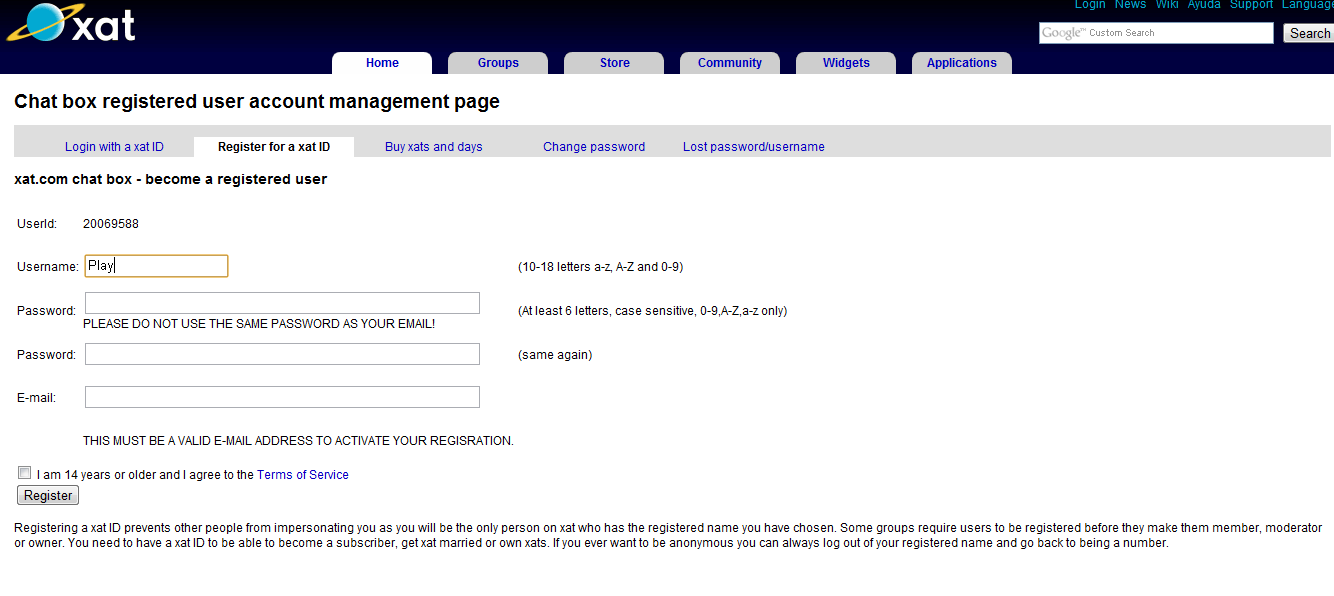 Login News Wiki Ayuda Support Language
xat
Google™ Custom Search Search
Home Groups Store Community Widgets Applications
Chat box registered user account management page
Login with a xat ID Register for a xat ID Buy xats and days Change password Lost password/username
xat.com chat box - become a registered user
UserId: 20069588
Username: Play (10-18 letters a-z, A-Z and 0-9)
Password: (At least 6 letters, case sensitive, 0-9,A-Z,a-z only)
PLEASE DO NOT USE THE SAME PASSWORD AS YOUR EMAIL!
Password: (same again)
E-mail:
THIS MUST BE A VALID E-MAIL ADDRESS TO ACTIVATE YOUR REGISRATION.
I am 14 years or older and I agree to the Terms of Service
Register
Registering a xat ID prevents other people from impersonating you as you will be the only person on xat who has the registered name you have chosen. Some groups require users to be registered before they make them member, moderator
or owner. You need to have a xat ID to be able to become a subscriber, get xat married or own xats. If you ever want to be anonymous you can always log out of your registered name and go back to being a number.